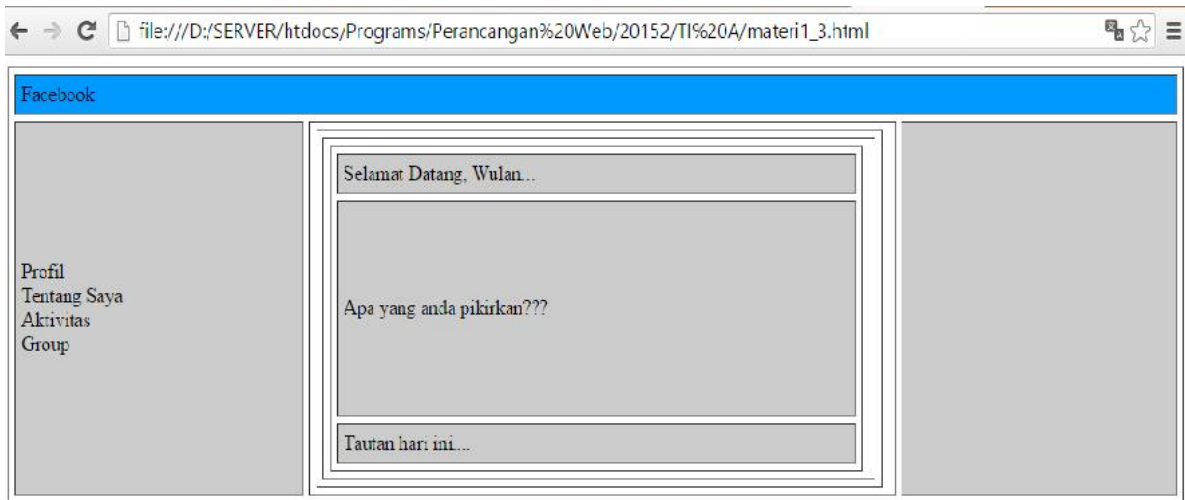 file:///D:/SERVER/htdocs/Programs/Perancangan%20Web/20152/TI%20A/materi1_3.html
Facebook
Selamat Datang, Wulan...
Profil
Tentang Saya
Aktivitas
Group
Apa yang anda pikirkan???
Tautan hari ini....